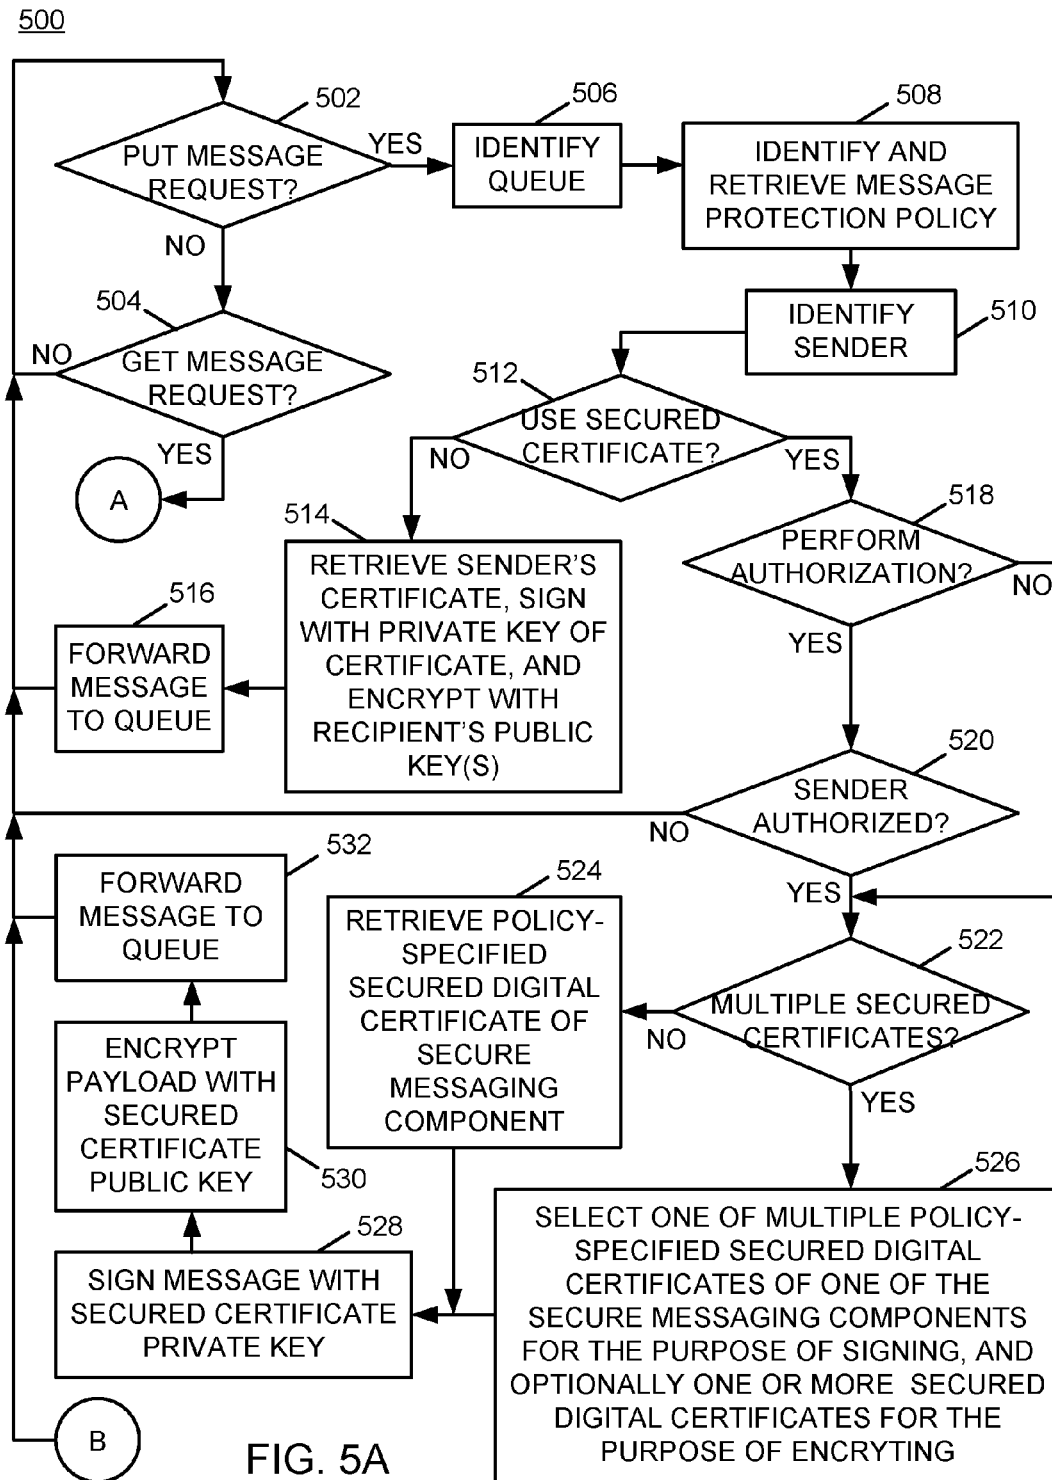 500
502
PUT MESSAGE
REQUEST?
YES
NO
506
IDENTIFY
QUEUE
508
IDENTIFY AND
RETRIEVE MESSAGE
PROTECTION POLICY
504
GET MESSAGE
REQUEST?
NO
YES
A
IDENTIFY
SENDER
510
512
USE SECURED
CERTIFICATE?
NO
YES
514
RETRIEVE SENDER'S
CERTIFICATE, SIGN
WITH PRIVATE KEY OF
CERTIFICATE, AND
ENCRYPT WITH
RECIPIENT'S PUBLIC
KEY(S)
516
FORWARD
MESSAGE
TO QUEUE
518
PERFORM
AUTHORIZATION?
NO
YES
520
SENDER
AUTHORIZED?
NO
YES
522
MULTIPLE SECURED
CERTIFICATES?
NO
YES
524
RETRIEVE POLICY-
SPECIFIED
SECURED DIGITAL
CERTIFICATE OF
SECURE
MESSAGING
COMPONENT
526
SELECT ONE OF MULTIPLE POLICY-
SPECIFIED SECURED DIGITAL
CERTIFICATES OF ONE OF THE
SECURE MESSAGING COMPONENTS
FOR THE PURPOSE OF SIGNING, AND
OPTIONALLY ONE OR MORE SECURED
DIGITAL CERTIFICATES FOR THE
PURPOSE OF ENCRYTING
528
SIGN MESSAGE WITH
SECURED CERTIFICATE
PRIVATE KEY
ENCRYPT
PAYLOAD WITH
SECURED
CERTIFICATE
PUBLIC KEY
530
532
FORWARD
MESSAGE TO
QUEUE
B
FIG. 5A